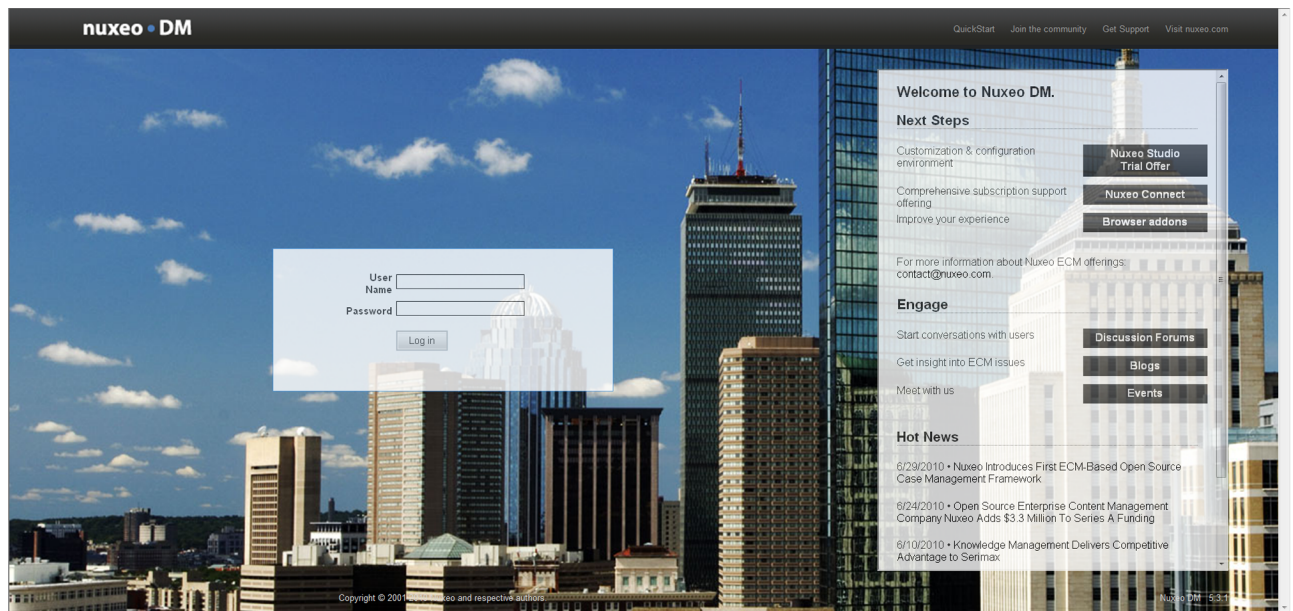 nuxeo DM
QuickStart Join the community Get Support Visit nuxeo.com
User
Name
Password
Log in
Welcome to Nuxeo DM.
Next Steps
Customization & configuration
environment
Nuxeo Studio
Trial Offer
Comprehensive subscription support
offering
Nuxeo Connect
Improve your experience
Browser addons
For more information about Nuxeo ECM offerings:
contact@nuxeo.com.
Engage
Start conversations with users
Discussion Forums
Get insight into ECM issues
Blogs
Meet with us
Events
Hot News
6/29/2010 • Nuxeo Introduces First ECM-Based Open Source
Case Management Framework
6/24/2010 • Open Source Enterprise Content Management
Company Nuxeo Adds $3.3 Million To Series A Funding
6/10/2010 • Knowledge Management Delivers Competitive
Advantage to Serimax
Copyright © 2001 Nuxeo and respective authors
Nuxeo DM 5.3.1